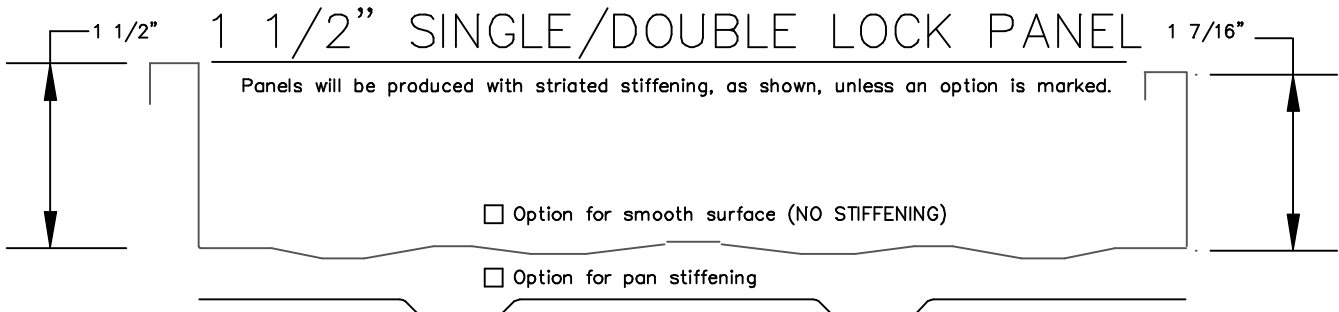 1 1/2” 1 1/2” SINGLE/DOUBLE LOCK PANEL 1 7/16”
Panels will be produced with striated stiffening, as shown, unless an option is marked.
Option for smooth surface (NO STIFFENING)
Option for pan stiffening